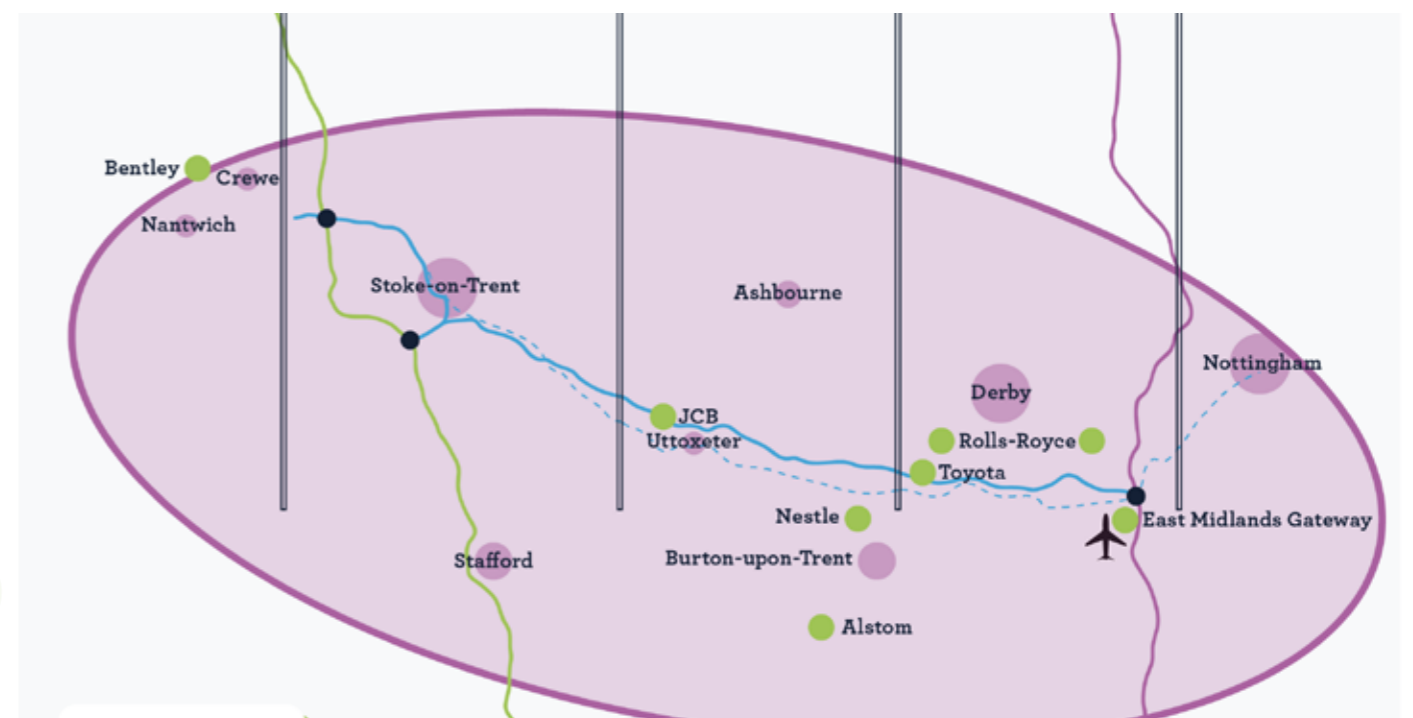 Bentley
Crewe
Nantwich
Stoke-on-Trent
Ashbourne
Nottingham
Derby
JCB
Uttoxeter
Rolls-Royce
Toyota
Nestle
East Midlands Gateway
Burton-upon-Trent
Stafford
Alstom